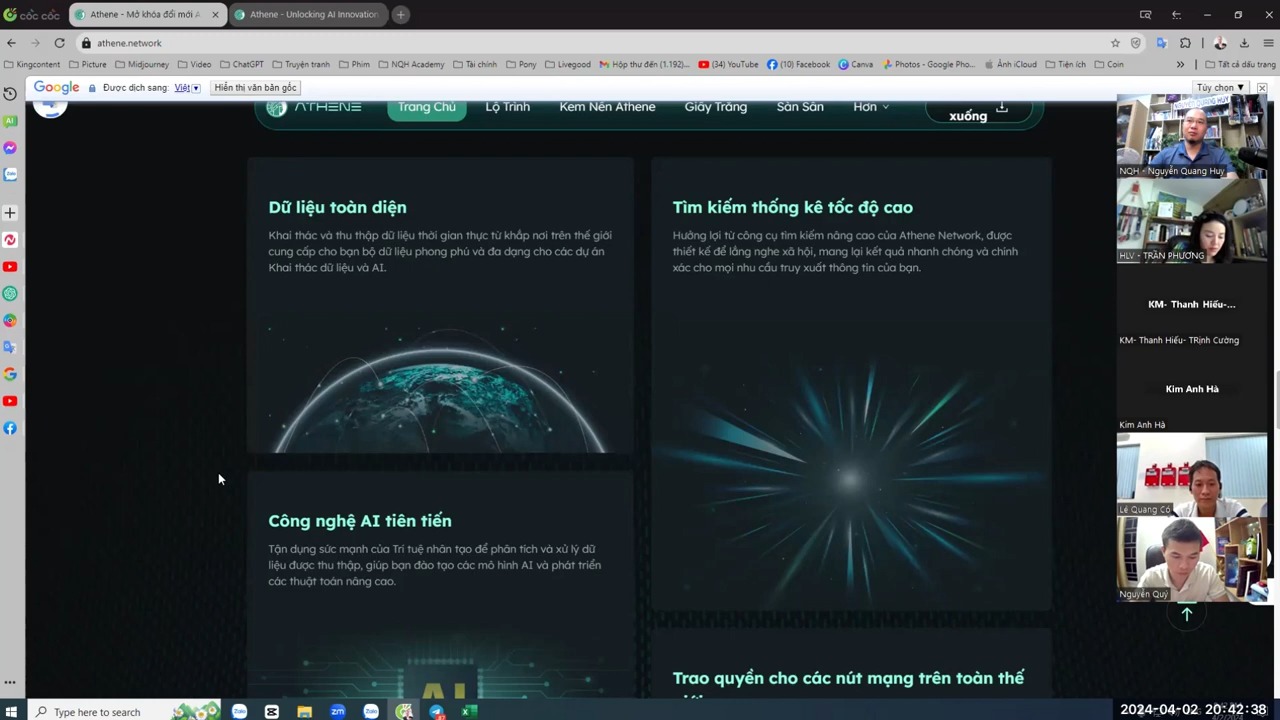 cốc cốc
Athene - Mở khóa đổi mới A
Athene - Unlocking AI Innovation
athene.network
Kingcontent
Picture
Midjourney
Video
ChatGPT
Truyện tranh
Phim
NQH Academy
Tài chính
Pony
Livegood
Hộp thư đến (1.192)...
(34) YouTube
(10) Facebook
Canva
Photos - Google Pho...
Ảnh iCloud
Tiện ích
Coin
Tất cả dấu trang
Google
Được dịch sang: Việt
Hiển thị văn bản gốc
Tùy chọn ▼
ATHENE
Trang Chủ
Lộ Trình
Kem Nền Athene
Giấy Trắng
Săn Sân
Hơn
xuống
Dữ liệu toàn diện
Khai thác và thu thập dữ liệu thời gian thực từ khắp nơi trên thế giới
cung cấp cho bạn bộ dữ liệu phong phú và đa dạng cho các dự án
Khai thác dữ liệu và AI.
Tìm kiếm thống kê tốc độ cao
Hưởng lợi từ công cụ tìm kiếm nâng cao của Athene Network, được
thiết kế để lắng nghe xã hội, mang lại kết quả nhanh chóng và chính
xác cho mọi nhu cầu truy xuất thông tin của bạn.
Công nghệ AI tiên tiến
Tận dụng sức mạnh của Trí tuệ nhân tạo để phân tích và xử lý dữ
liệu được thu thập, giúp bạn đào tạo các mô hình AI và phát triển
các thuật toán nâng cao.
AI
Trao quyền cho các nút mạng trên toàn thế
giới
NQH - Nguyễn Quang Huy
HLV - TRẦN PHƯƠNG
KM- Thanh Hiếu-...
KM- Thanh Hiếu- TRịnh Cường
Kim Anh Hà
Kim Anh Hà
Lê Quang Có
Nguyễn Quý
Type here to search
2024-04-02 20:42:38